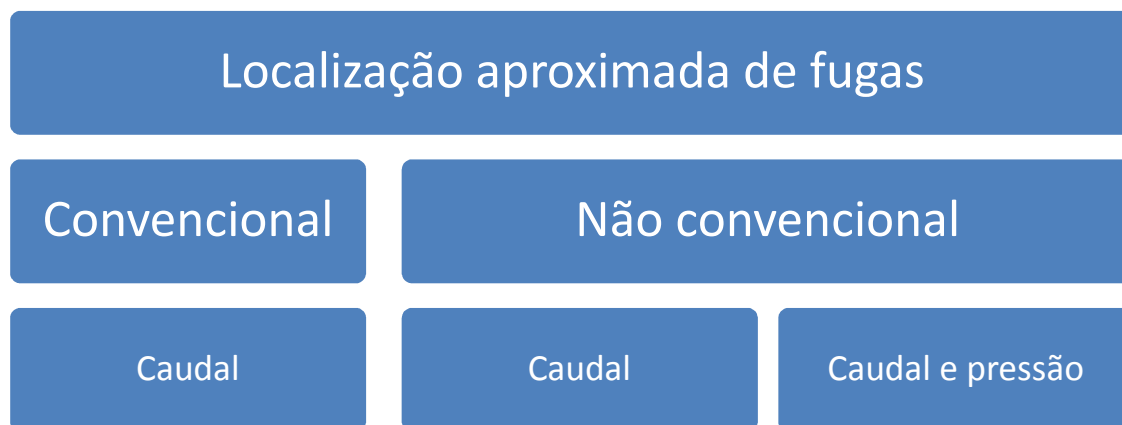 Localização aproximada de fugas
Convencional
Não convencional
Caudal
Caudal
Caudal e pressão